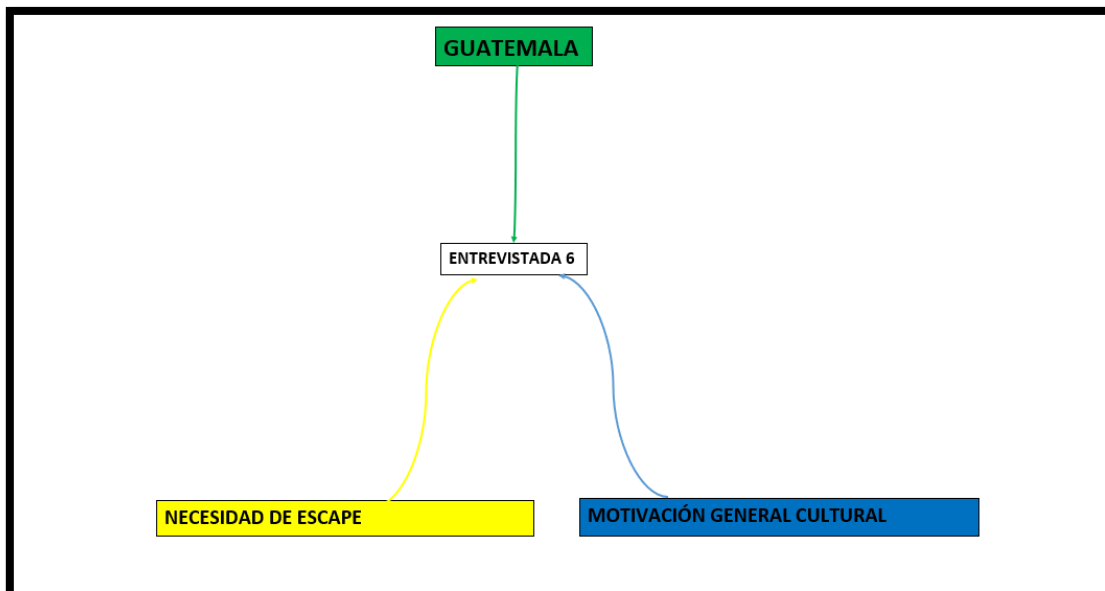 GUATEMALA
ENTREVISTADA 6
NECESIDAD DE ESCAPE
MOTIVACIÓN GENERAL CULTURAL